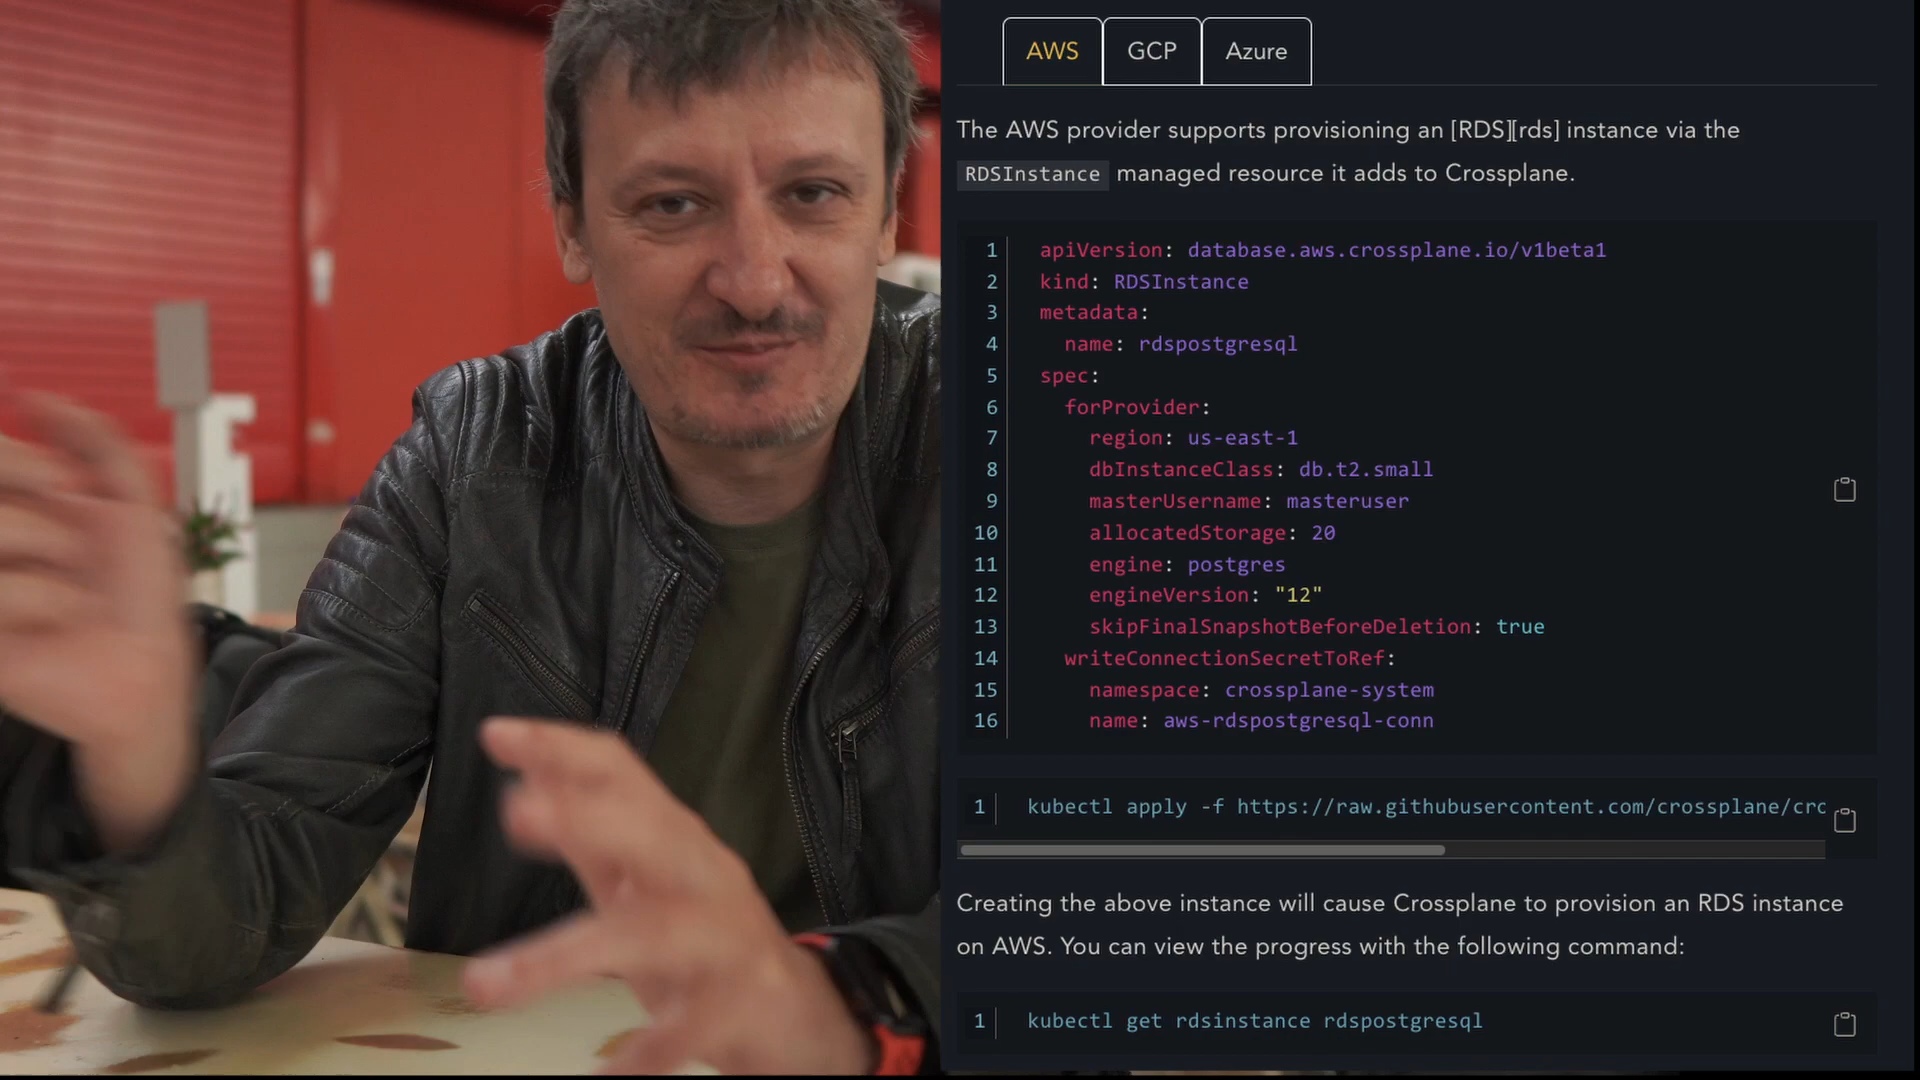 AWS GCP Azure
The AWS provider supports provisioning an [RDS][rds] instance via the
RDSInstance managed resource it adds to Crossplane.
1 apiVersion: database.aws.crossplane.io/v1beta1
2 kind: RDSInstance
3 metadata:
4 name: rdspostgresql
5 spec:
6 forProvider:
7 region: us-east-1
8 dbInstanceClass: db.t2.small
9 masterUsername: masteruser
10 allocatedStorage: 20
11 engine: postgres
12 engineVersion: "12"
13 skipFinalSnapshotBeforeDeletion: true
14 writeConnectionSecretToRef:
15 namespace: crossplane-system
16 name: aws-rdspostgresql-conn
1 kubectl apply -f https://raw.githubusercontent.com/crossplane/crc
Creating the above instance will cause Crossplane to provision an RDS instance
on AWS. You can view the progress with the following command:
1 kubectl get rdsinstance rdspostgresql